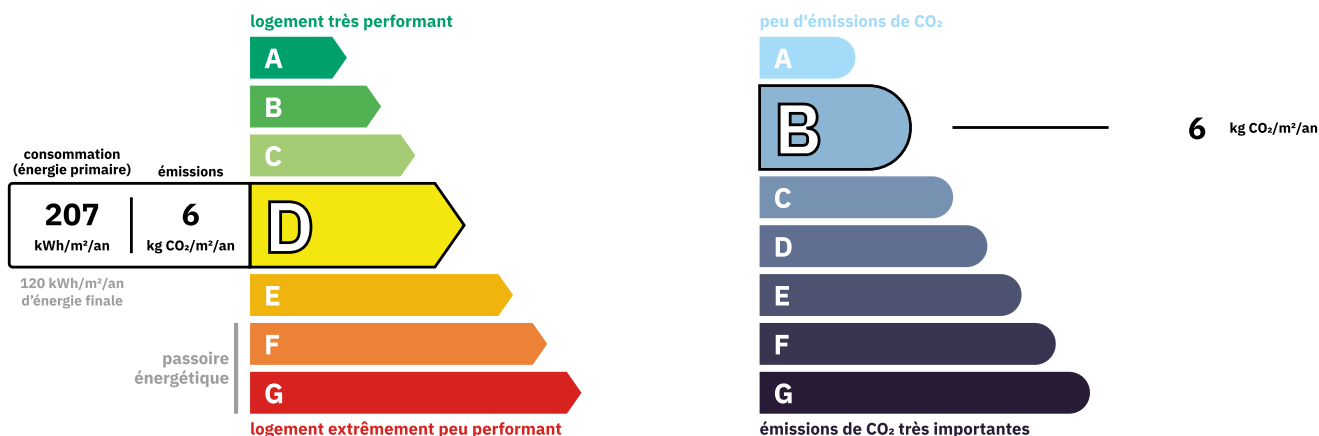 logement très performant
A
B
C
consommation
(énergie primaire)
émissions
207
6
kWh/m²/an
kg CO₂/m²/an
D
120 kWh/m²/an
d'énergie finale
E
F
passoire
énergétique
G
logement extrêmement peu performant
peu d'émissions de CO₂
A
B
6 kg CO₂/m²/an
C
D
E
F
G
émissions de CO₂ très importantes